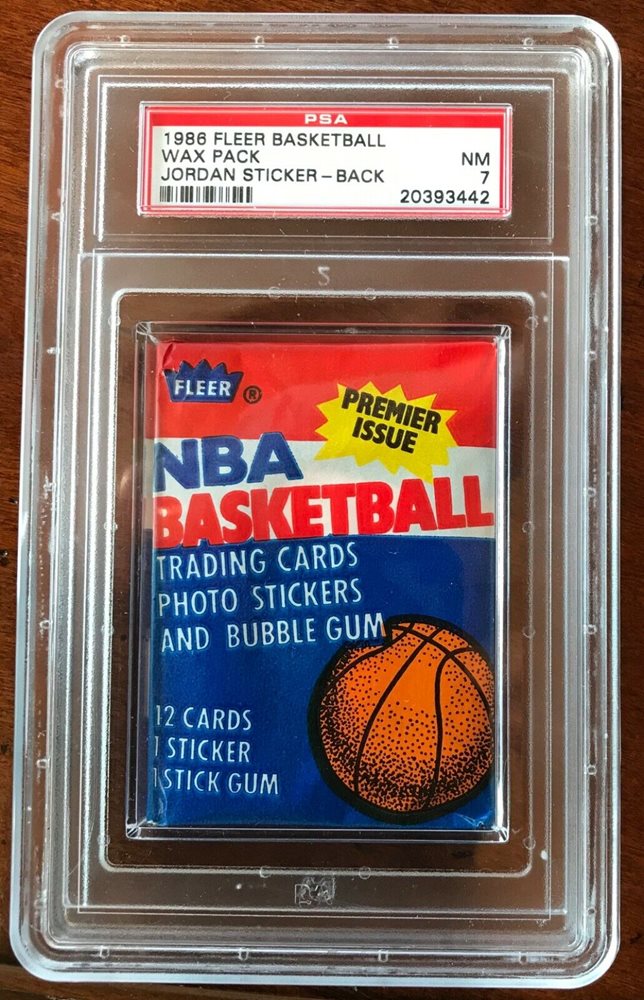 PSA
1986 FLEER BASKETBALL
WAX PACK NM
JORDAN STICKER-BACK 7
20393442
5
FLEER ®
PREMIER
ISSUE
NBA
BASKETBALL
TRADING CARDS
PHOTO STICKERS
AND BUBBLE GUM
12 CARDS
1 STICKER
1 STICK GUM